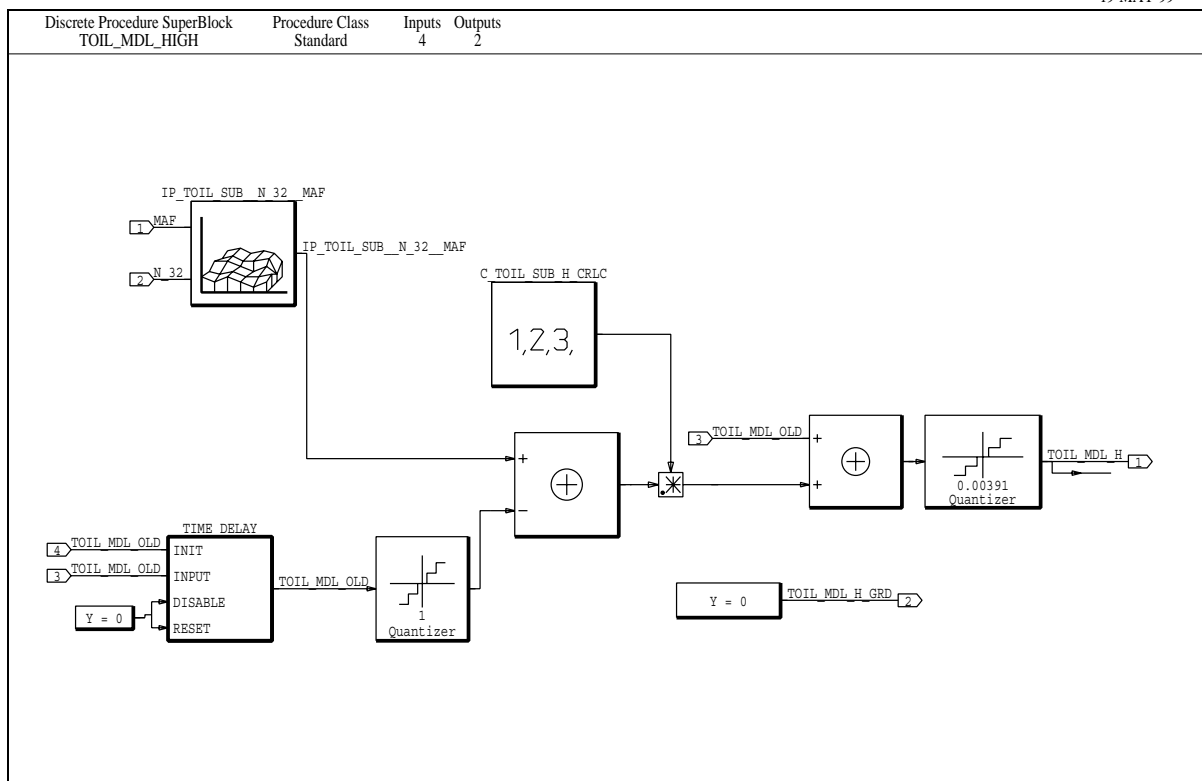 Discrete Procedure SuperBlock Procedure Class Inputs Outputs
TOIL_MDL_HIGH Standard 4 2
IP_TOIL_SUB__N_32__MAF
1 MAF
IP_TOIL_SUB__N_32__MAF
2 N_32
C_TOIL_SUB_H_CRLC
1,2,3,
3 TOIL_MDL_OLD
+
+
+
-
TOIL_MDL_H 1
0.00391
Quantizer
TIME DELAY
4 TOIL_MDL_OLD INIT
3 TOIL_MDL_OLD INPUT
TOIL_MDL_OLD
DISABLE
Y = 0
RESET
1
Quantizer
Y = 0 TOIL_MDL_H_GRD 2